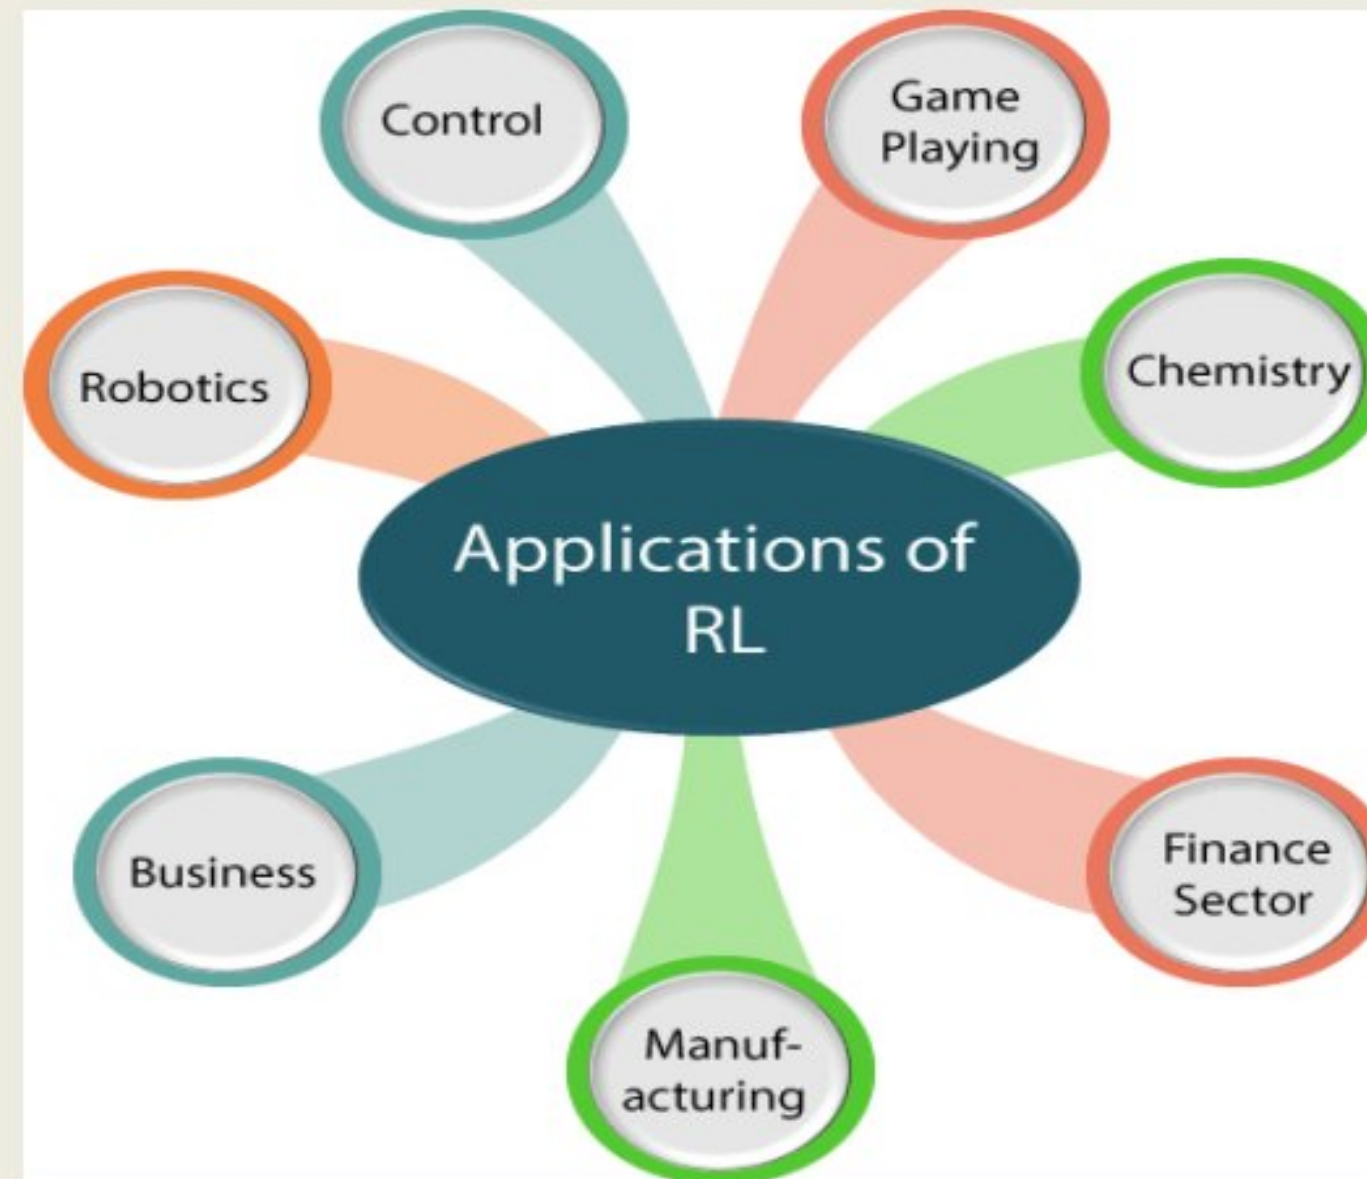 Control
Game
Playing
Robotics
Chemistry
Applications of
RL
Business
Finance
Sector
Manuf-
acturing